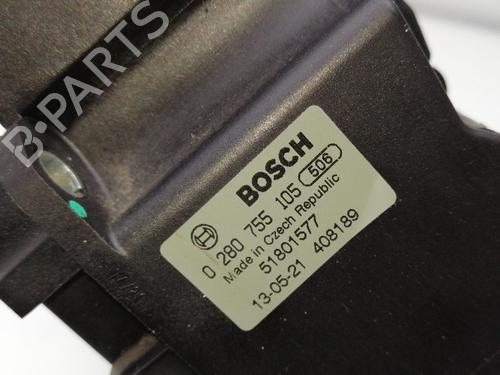 B-PARTS
BOSCH
0 280 755 105 506
Made in Czech Republic
51801577
13-05-21 408189